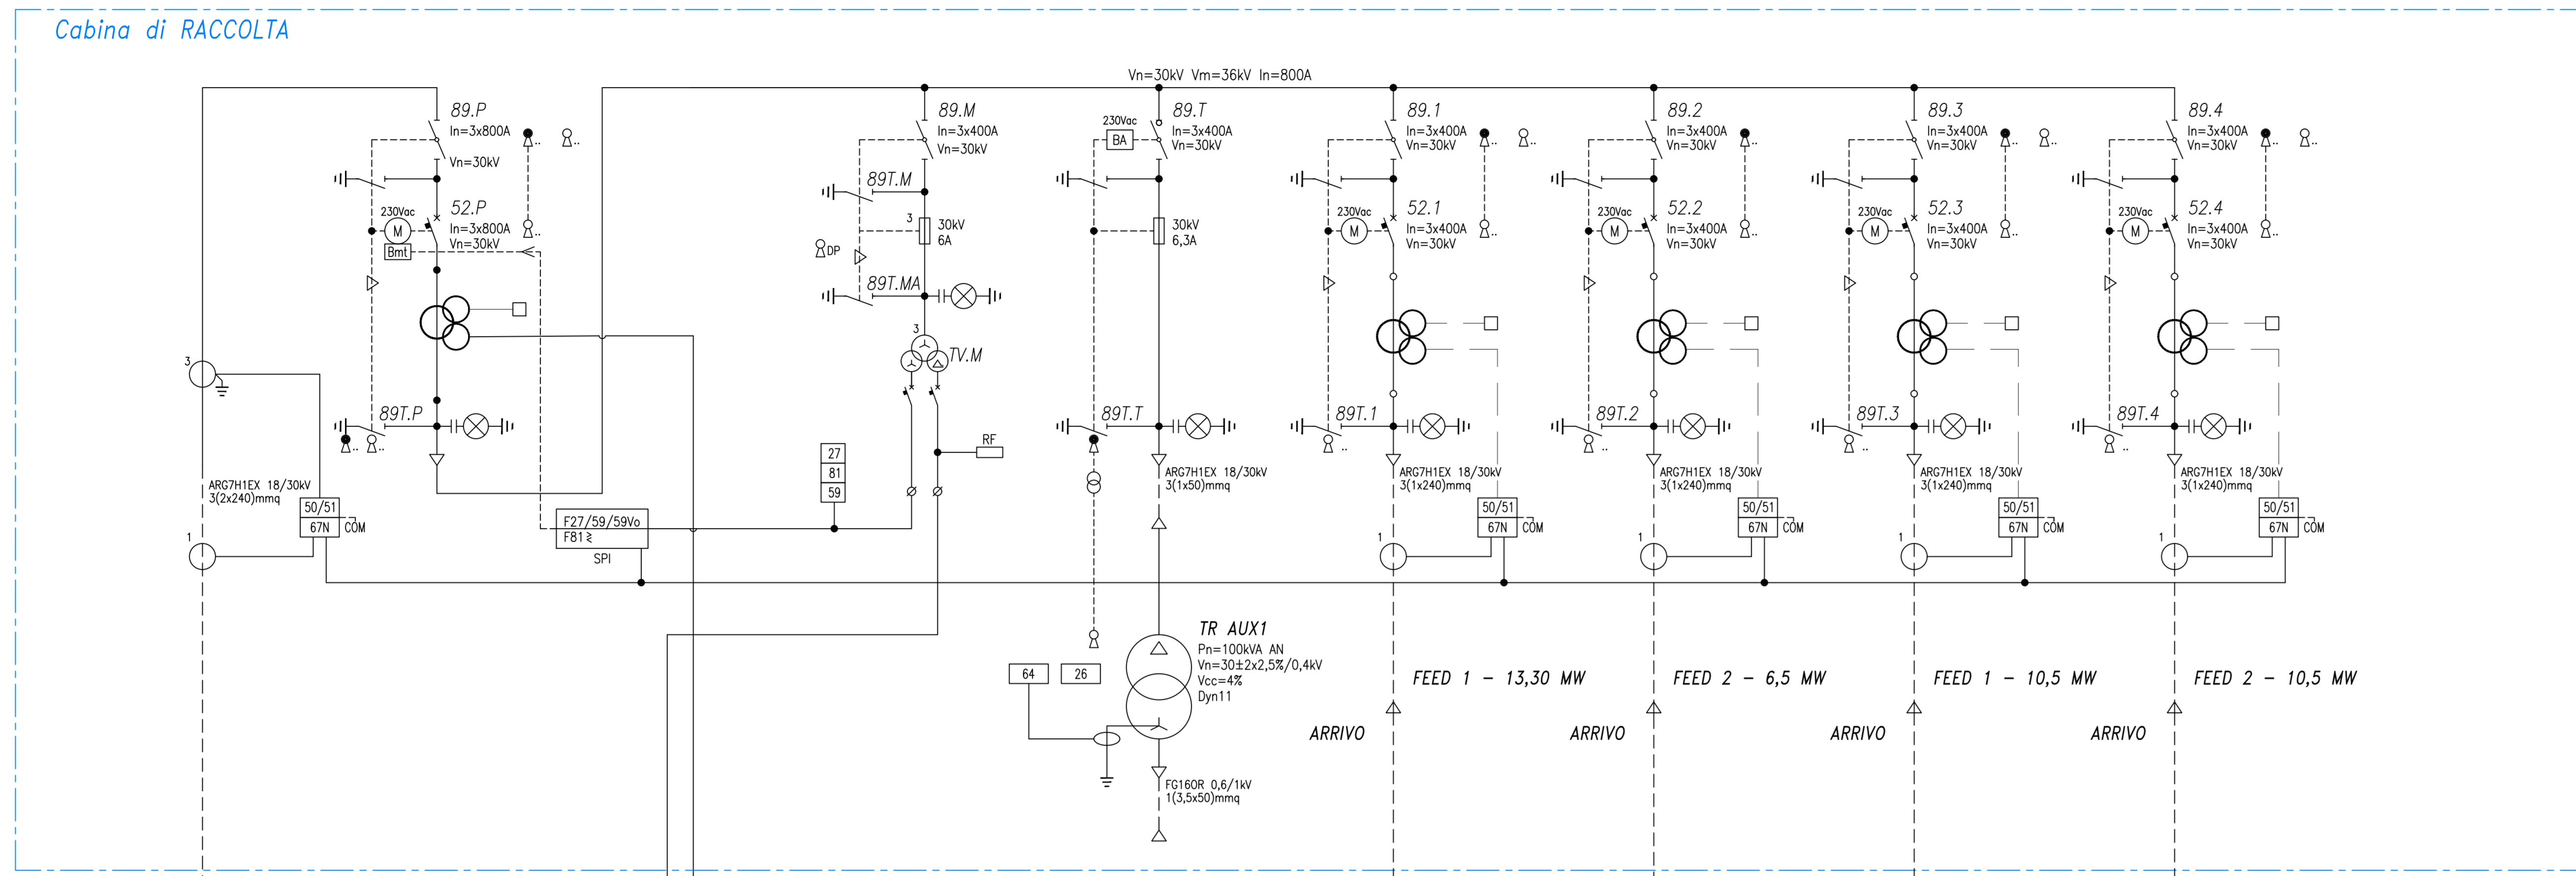 Cabina di RACCOLTA
Vn=30kV Vm=36kV In=800A
89.P
In=3x800A
Vn=30kV
..
..
52.P
230Vac
In=3x800A
M
Vn=30kV
..
Bmt
3
89T.P
..
..
ARG7H1EX 18/30kV
3(2x240)mmq
50/51
67N
COM
1
F27/59/59Vo
F81≷
SPI
89.M
In=3x400A
Vn=30kV
89T.M
3
30kV
6A
DP
89T.MA
3
TV.M
RF
27
81
59
89.T
230Vac
In=3x400A
BA
Vn=30kV
30kV
6,3A
89T.T
ARG7H1EX 18/30kV
3(1x50)mmq
TR AUX1
Pn=100kVA AN
Vn=30±2x2,5%/0,4kV
Vcc=4%
Dyn11
64
26
FG16OR 0,6/1kV
1(3,5x50)mmq
89.1
In=3x400A
Vn=30kV
..
..
52.1
230Vac
In=3x400A
M
Vn=30kV
..
89T.1
..
ARG7H1EX 18/30kV
3(1x240)mmq
50/51
67N
COM
1
FEED 1 - 13,30 MW
ARRIVO
89.2
In=3x400A
Vn=30kV
..
52.2
230Vac
In=3x400A
M
Vn=30kV
..
89T.2
..
ARG7H1EX 18/30kV
3(1x240)mmq
50/51
67N
COM
1
FEED 2 - 6,5 MW
ARRIVO
89.3
In=3x400A
Vn=30kV
..
..
52.3
230Vac
In=3x400A
M
Vn=30kV
..
89T.3
..
ARG7H1EX 18/30kV
3(1x240)mmq
50/51
67N
COM
1
FEED 1 - 10,5 MW
ARRIVO
89.4
In=3x400A
Vn=30kV
..
..
52.4
230Vac
In=3x400A
M
Vn=30kV
..
89T.4
..
ARG7H1EX 18/30kV
3(1x240)mmq
50/51
67N
COM
1
FEED 2 - 10,5 MW
ARRIVO